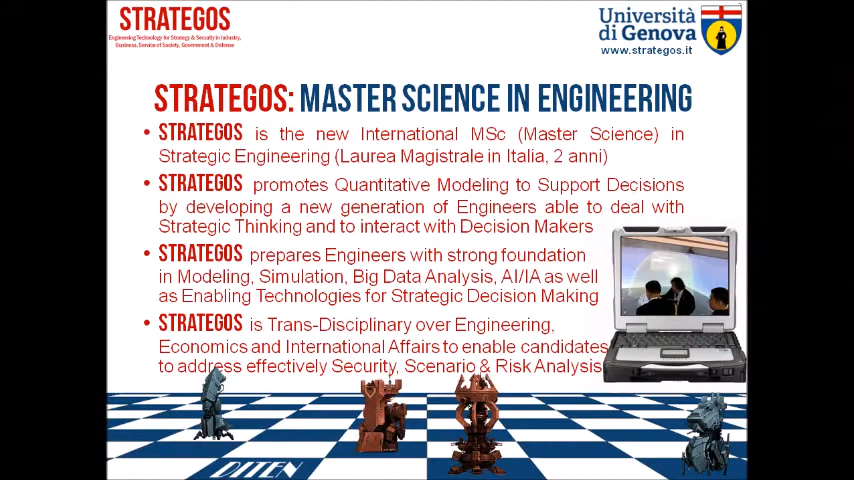 STRATEGOS
Engineering Technology for Strategy & Security in Industry,
Business, Service of Society, Government & Defense
Università
di Genova
www.strategos.it
STRATEGOS: MASTER SCIENCE IN ENGINEERING
• STRATEGOS is the new International MSc (Master Science) in
Strategic Engineering (Laurea Magistrale in Italia, 2 anni)
• STRATEGOS promotes Quantitative Modeling to Support Decisions
by developing a new generation of Engineers able to deal with
Strategic Thinking and to interact with Decision Makers
• STRATEGOS prepares Engineers with strong foundation
in Modeling, Simulation, Big Data Analysis, AI/IA as well
as Enabling Technologies for Strategic Decision Making
• STRATEGOS is Trans-Disciplinary over Engineering,
Economics and International Affairs to enable candidates
to address effectively Security, Scenario & Risk Analysis
DITEN